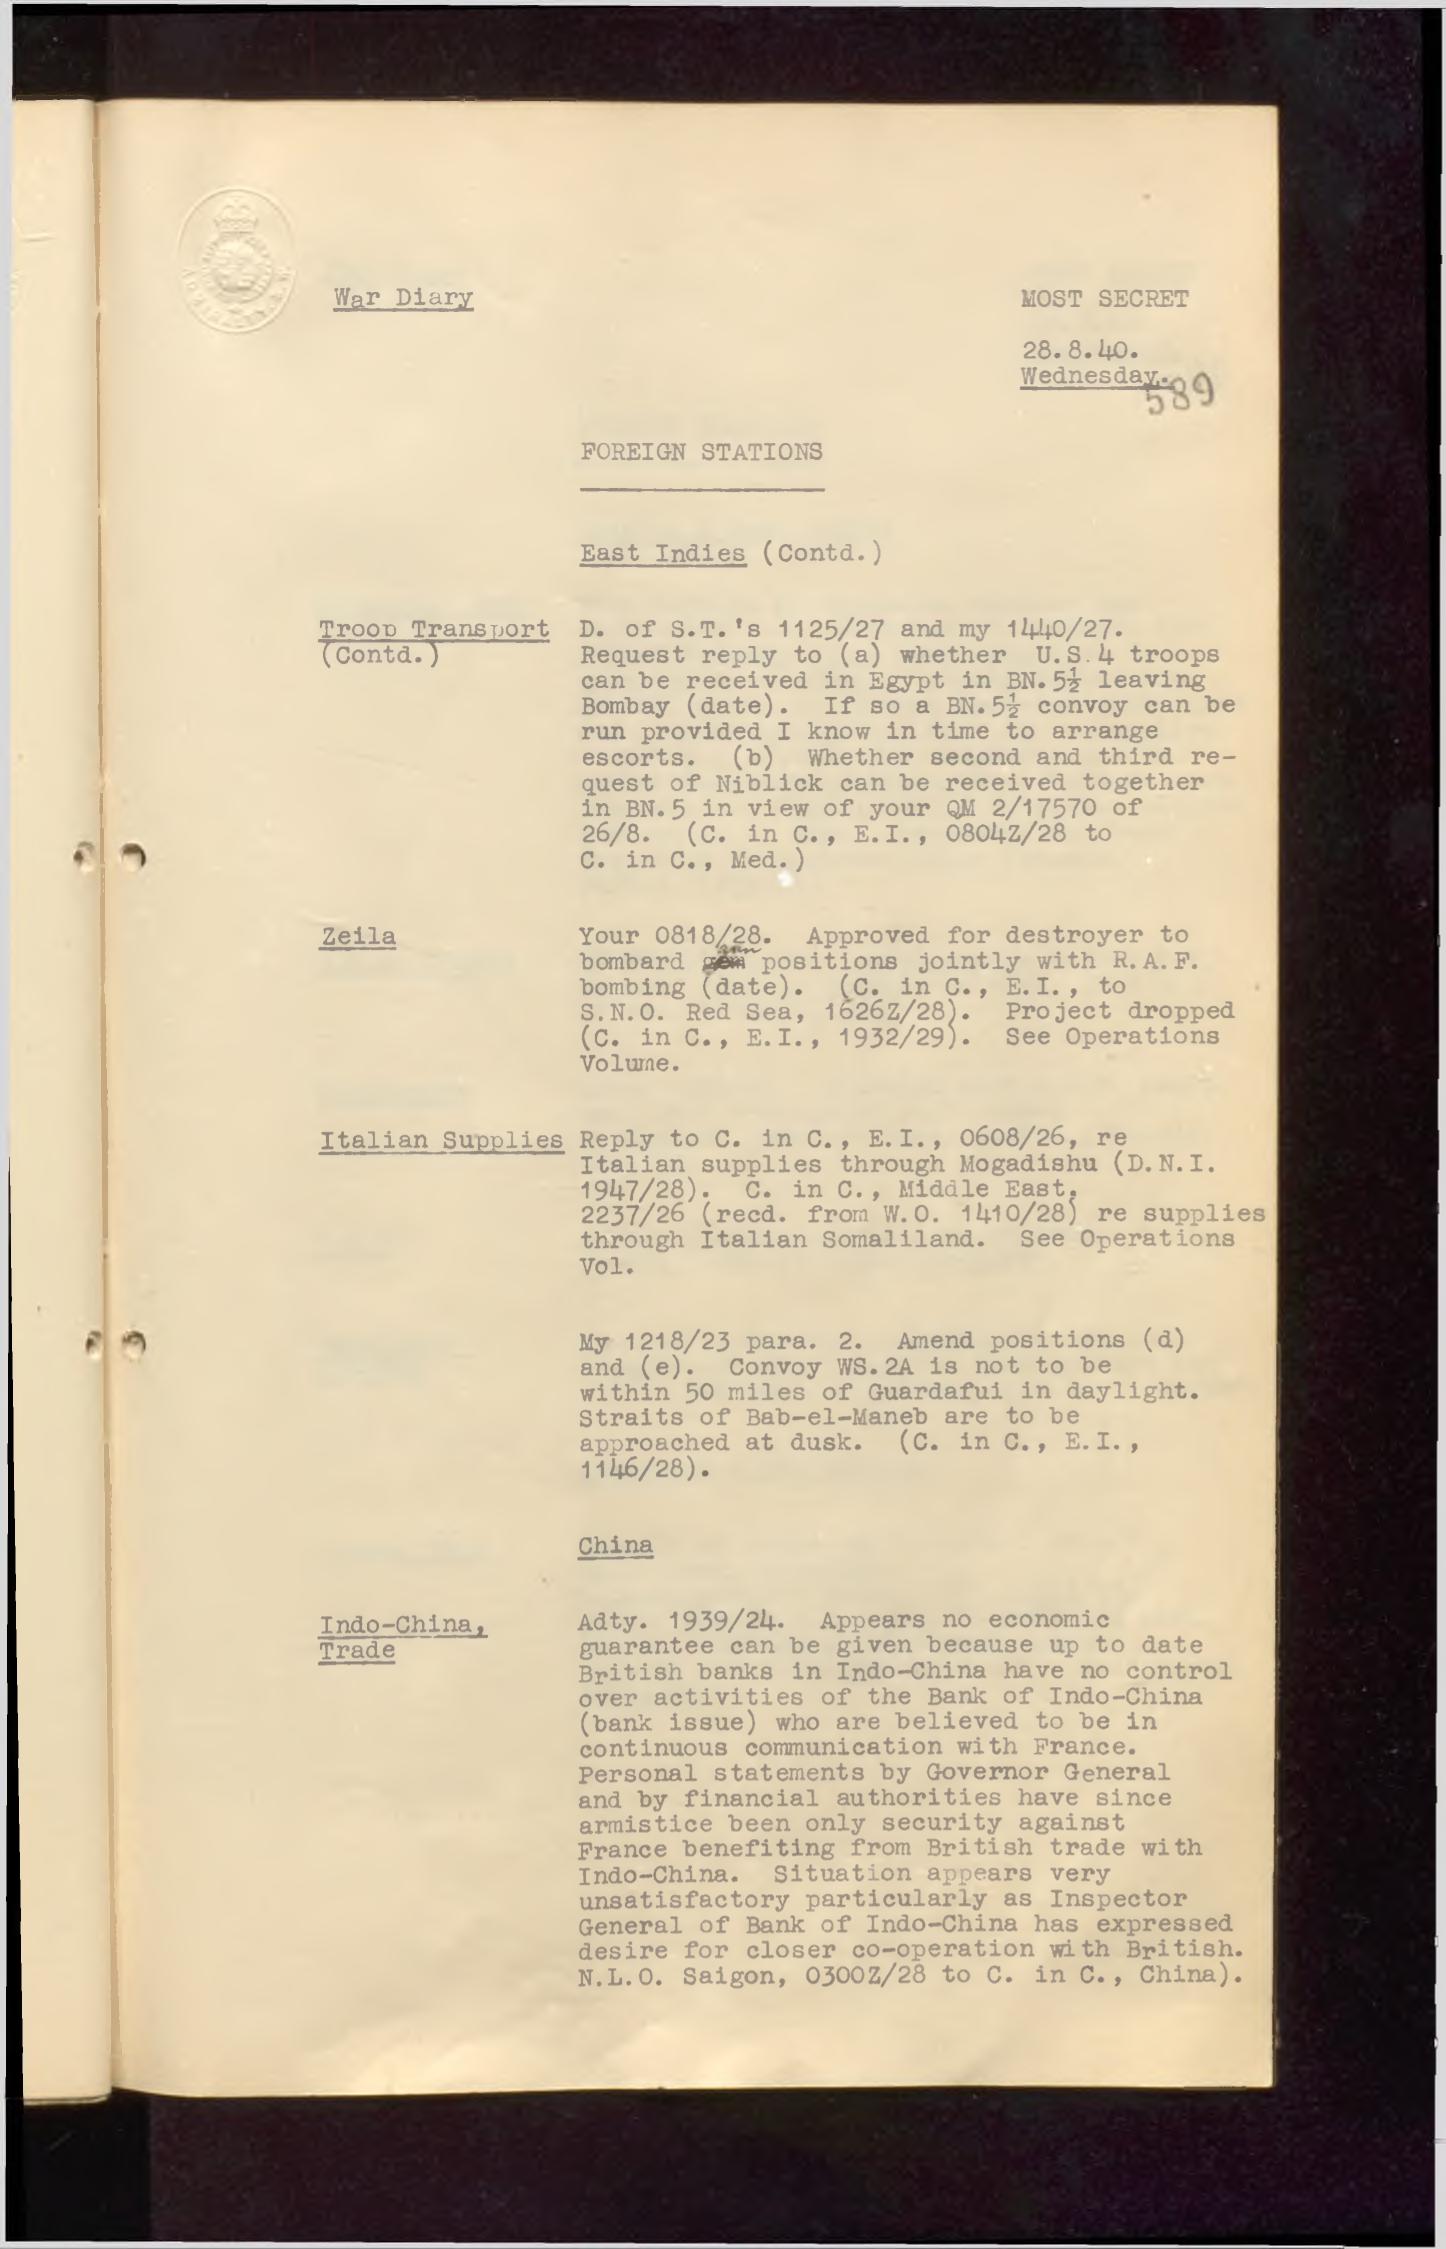 War Diary
MOST SECRET
28.8.40.
Wednesday.
589
FOREIGN STATIONS
East Indies (Contd.)
Troop Transport
(Contd.)
D. of S.T.'s 1125/27 and my 1440/27.
Request reply to (a) whether U.S.4 troops
can be received in Egypt in BN.5½ leaving
Bombay (date). If so a BN.5½ convoy can be
run provided I know in time to arrange
escorts. (b) Whether second and third re-
quest of Niblick can be received together
in BN.5 in view of your QM 2/17570 of
26/8. (C. in C., E.I., 0804Z/28 to
C. in C., Med.)
Zeila
Your 0818/28. Approved for destroyer to
bombard gun positions jointly with R.A.F.
bombing (date). (C. in C., E.I., to
S.N.O. Red Sea, 1626Z/28). Project dropped
(C. in C., E.I., 1932/29). See Operations
Volume.
Italian Supplies
Reply to C. in C., E.I., 0608/26, re
Italian supplies through Mogadishu (D.N.I.
1947/28). C. in C., Middle East,
2237/26 (recd. from W.O. 1410/28) re supplies
through Italian Somaliland. See Operations
Vol.
My 1218/23 para. 2. Amend positions (d)
and (e). Convoy WS.2A is not to be
within 50 miles of Guardafui in daylight.
Straits of Bab-el-Maneb are to be
approached at dusk. (C. in C., E.I.,
1146/28).
China
Indo-China,
Trade
Adty. 1939/24. Appears no economic
guarantee can be given because up to date
British banks in Indo-China have no control
over activities of the Bank of Indo-China
(bank issue) who are believed to be in
continuous communication with France.
Personal statements by Governor General
and by financial authorities have since
armistice been only security against
France benefiting from British trade with
Indo-China. Situation appears very
unsatisfactory particularly as Inspector
General of Bank of Indo-China has expressed
desire for closer co-operation with British.
N.L.O. Saigon, 0300Z/28 to C. in C., China).